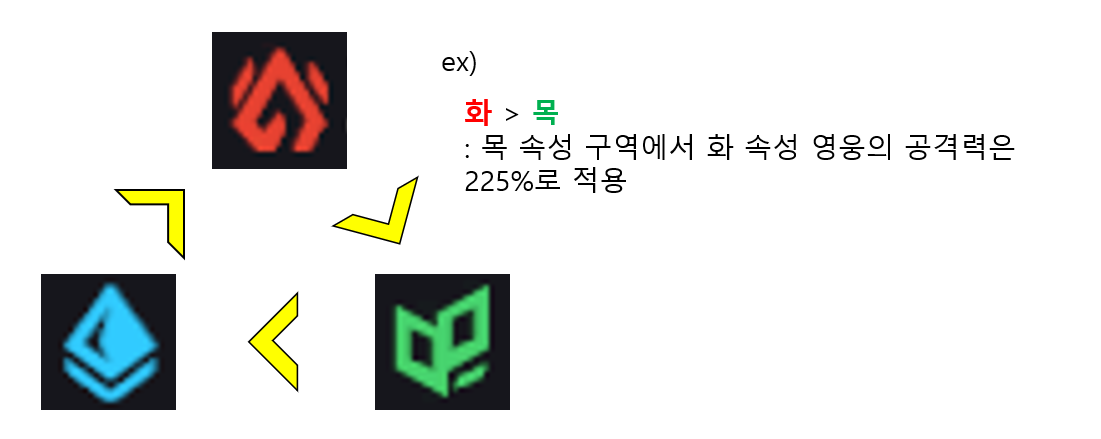 ex)
화 > 목
: 목 속성 구역에서 화 속성 영웅의 공격력은
225%로 적용